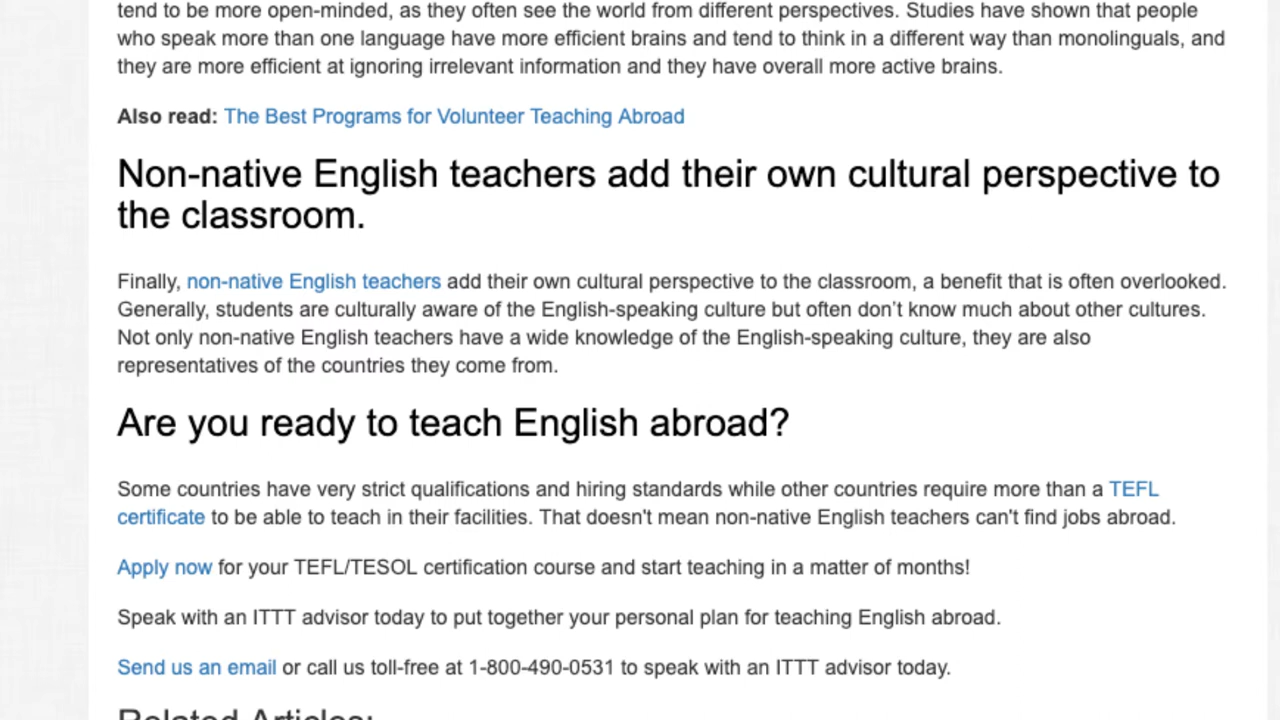 tend to be more open-minded, as they often see the world from different perspectives. Studies have shown that people
who speak more than one language have more efficient brains and tend to think in a different way than monolinguals, and
they are more efficient at ignoring irrelevant information and they have overall more active brains.
Also read: The Best Programs for Volunteer Teaching Abroad
Non-native English teachers add their own cultural perspective to
the classroom.
Finally, non-native English teachers add their own cultural perspective to the classroom, a benefit that is often overlooked.
Generally, students are culturally aware of the English-speaking culture but often don’t know much about other cultures.
Not only non-native English teachers have a wide knowledge of the English-speaking culture, they are also
representatives of the countries they come from.
Are you ready to teach English abroad?
Some countries have very strict qualifications and hiring standards while other countries require more than a TEFL
certificate to be able to teach in their facilities. That doesn't mean non-native English teachers can't find jobs abroad.
Apply now for your TEFL/TESOL certification course and start teaching in a matter of months!
Speak with an ITTT advisor today to put together your personal plan for teaching English abroad.
Send us an email or call us toll-free at 1-800-490-0531 to speak with an ITTT advisor today.
Related Articles: